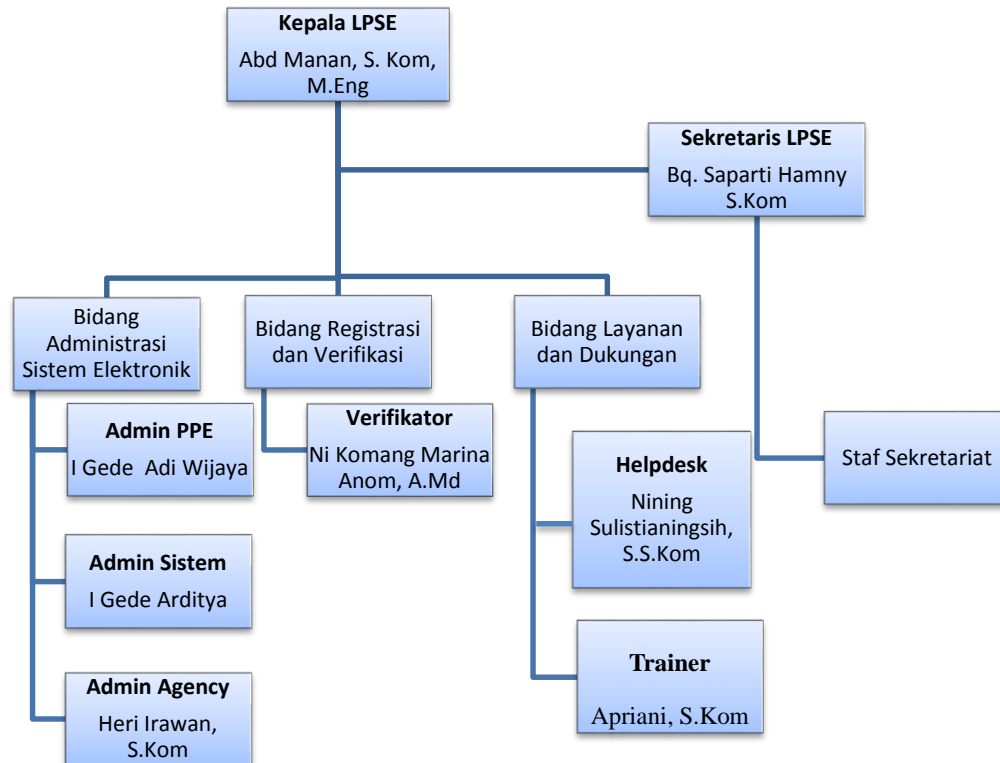 Kepala LPSE
Abd Manan, S. Kom,
M.Eng
Sekretaris LPSE
Bq. Saparti Hamny
S.Kom
Bidang
Administrasi
Sistem Elektronik
Bidang Registrasi
dan Verifikasi
Bidang Layanan
dan Dukungan
Admin PPE
I Gede Adi Wijaya
Verifikator
Ni Komang Marina
Anom, A.Md
Helpdesk
Nining
Sulistianingsih,
S.S.Kom
Staf Sekretariat
Admin Sistem
I Gede Arditya
Trainer
Apriani, S.Kom
Admin Agency
Heri Irawan,
S.Kom